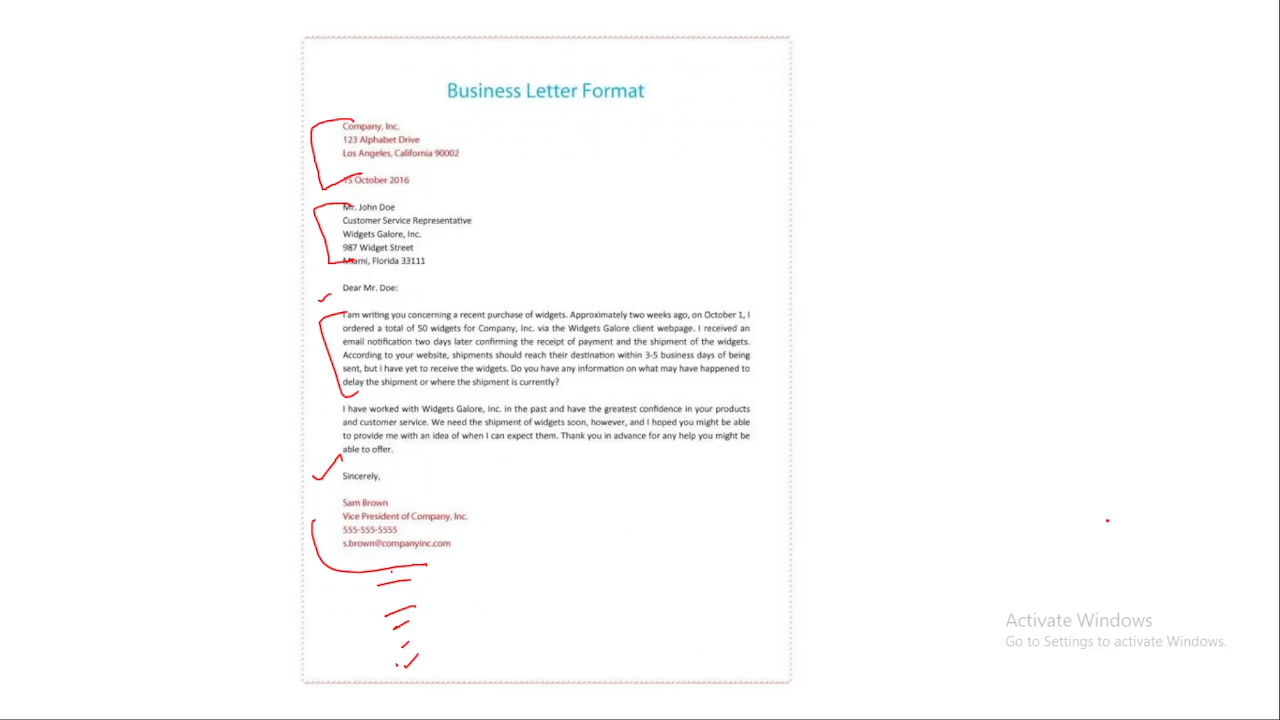 Business Letter Format
Company, Inc.
123 Alphabet Drive
Los Angeles, California 90002
15 October 2016
Mr. John Doe
Customer Service Representative
Widgets Galore, Inc.
987 Widget Street
Miami, Florida 33111
Dear Mr. Doe:
I am writing you concerning a recent purchase of widgets. Approximately two weeks ago, on October 1, I
ordered a total of 50 widgets for Company, Inc. via the Widgets Galore client webpage. I received an
email notification two days later confirming the receipt of payment and the shipment of the widgets.
According to your website, shipments should reach their destination within 3-5 business days of being
sent, but I have yet to receive the widgets. Do you have any information on what may have happened to
delay the shipment or where the shipment is currently?
I have worked with Widgets Galore, Inc. in the past and have the greatest confidence in your products
and customer service. We need the shipment of widgets soon, however, and I hoped you might be able
to provide me with an idea of when I can expect them. Thank you in advance for any help you might be
able to offer.
Sincerely,
Sam Brown
Vice President of Company, Inc.
555-555-5555
s.brown@companyinc.com
Activate Windows
Go to Settings to activate Windows.